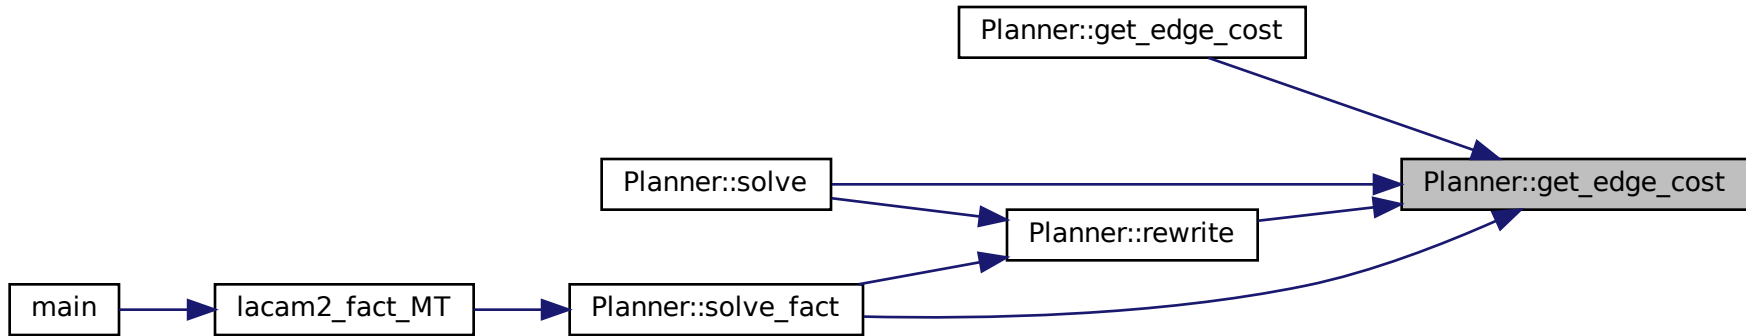 Planner::get_edge_cost
Planner::solve
Planner::get_edge_cost
Planner::rewrite
main
lacam2_fact_MT
Planner::solve_fact